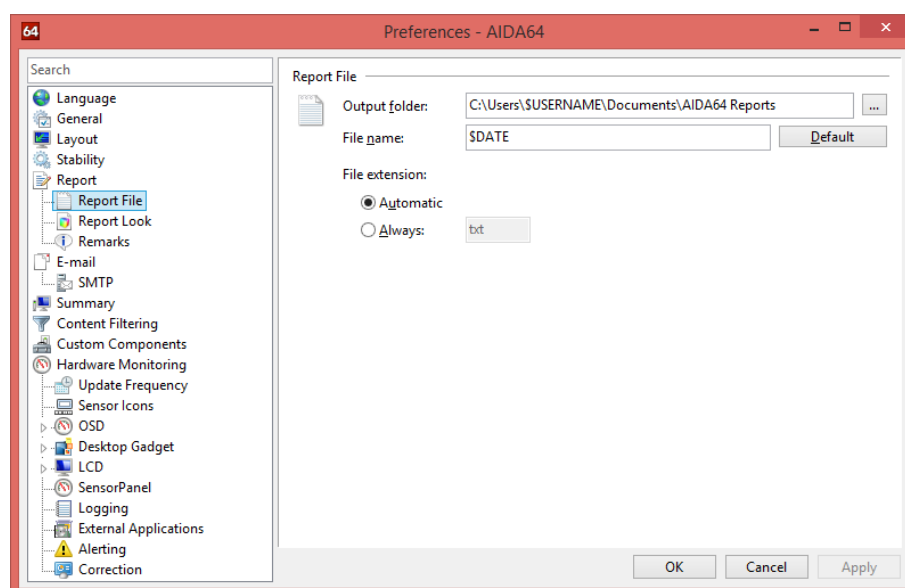 64
Preferences - AIDA64
Search
Language
General
Layout
Stability
Report
Report File
Report Look
Remarks
E-mail
SMTP
Summary
Content Filtering
Custom Components
Hardware Monitoring
Update Frequency
Sensor Icons
OSD
Desktop Gadget
LCD
SensorPanel
Logging
External Applications
Alerting
Correction
Report File
Output folder: C:\Users\$USERNAME\Documents\AIDA64 Reports ...
File name: $DATE Default
File extension:
Automatic
Always: txt
OK Cancel Apply